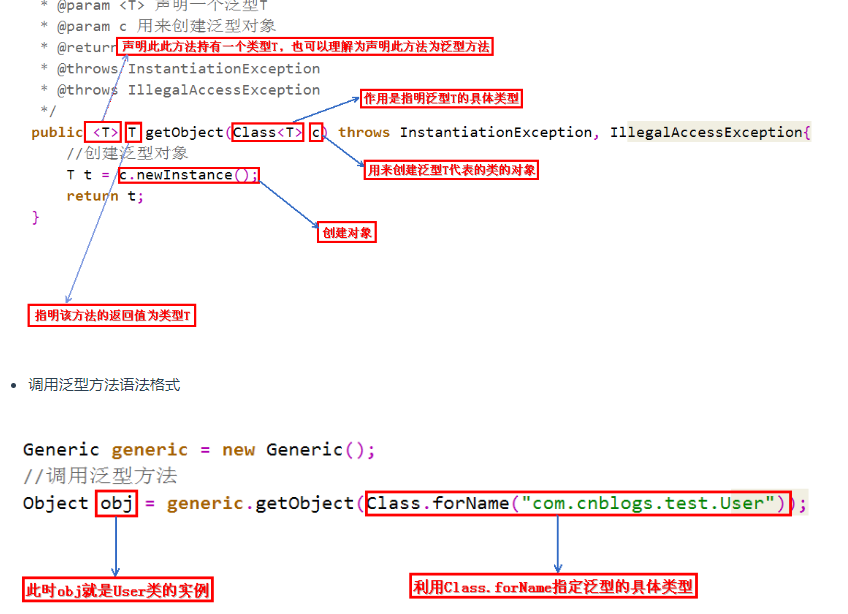 * @param <T> 声明一个泛型T
* @param c 用来创建泛型对象
* @return 声明此此方法持有一个类型T，也可以理解为声明此方法为泛型方法
* @throws InstantiationException
* @throws IllegalAccessException
*/
作用是指明泛型T的具体类型
public <T> T getObject(Class<T> c) throws InstantiationException, IllegalAccessException{
//创建泛型对象
用来创建泛型T代表的类的对象
T t = c.newInstance();
return t;
}
创建对象
指明该方法的返回值为类型T
• 调用泛型方法语法格式
Generic generic = new Generic();
//调用泛型方法
Object obj = generic.getObject(Class.forName("com.cnblogs.test.User"));
此时obj就是User类的实例
利用Class.forName指定泛型的具体类型